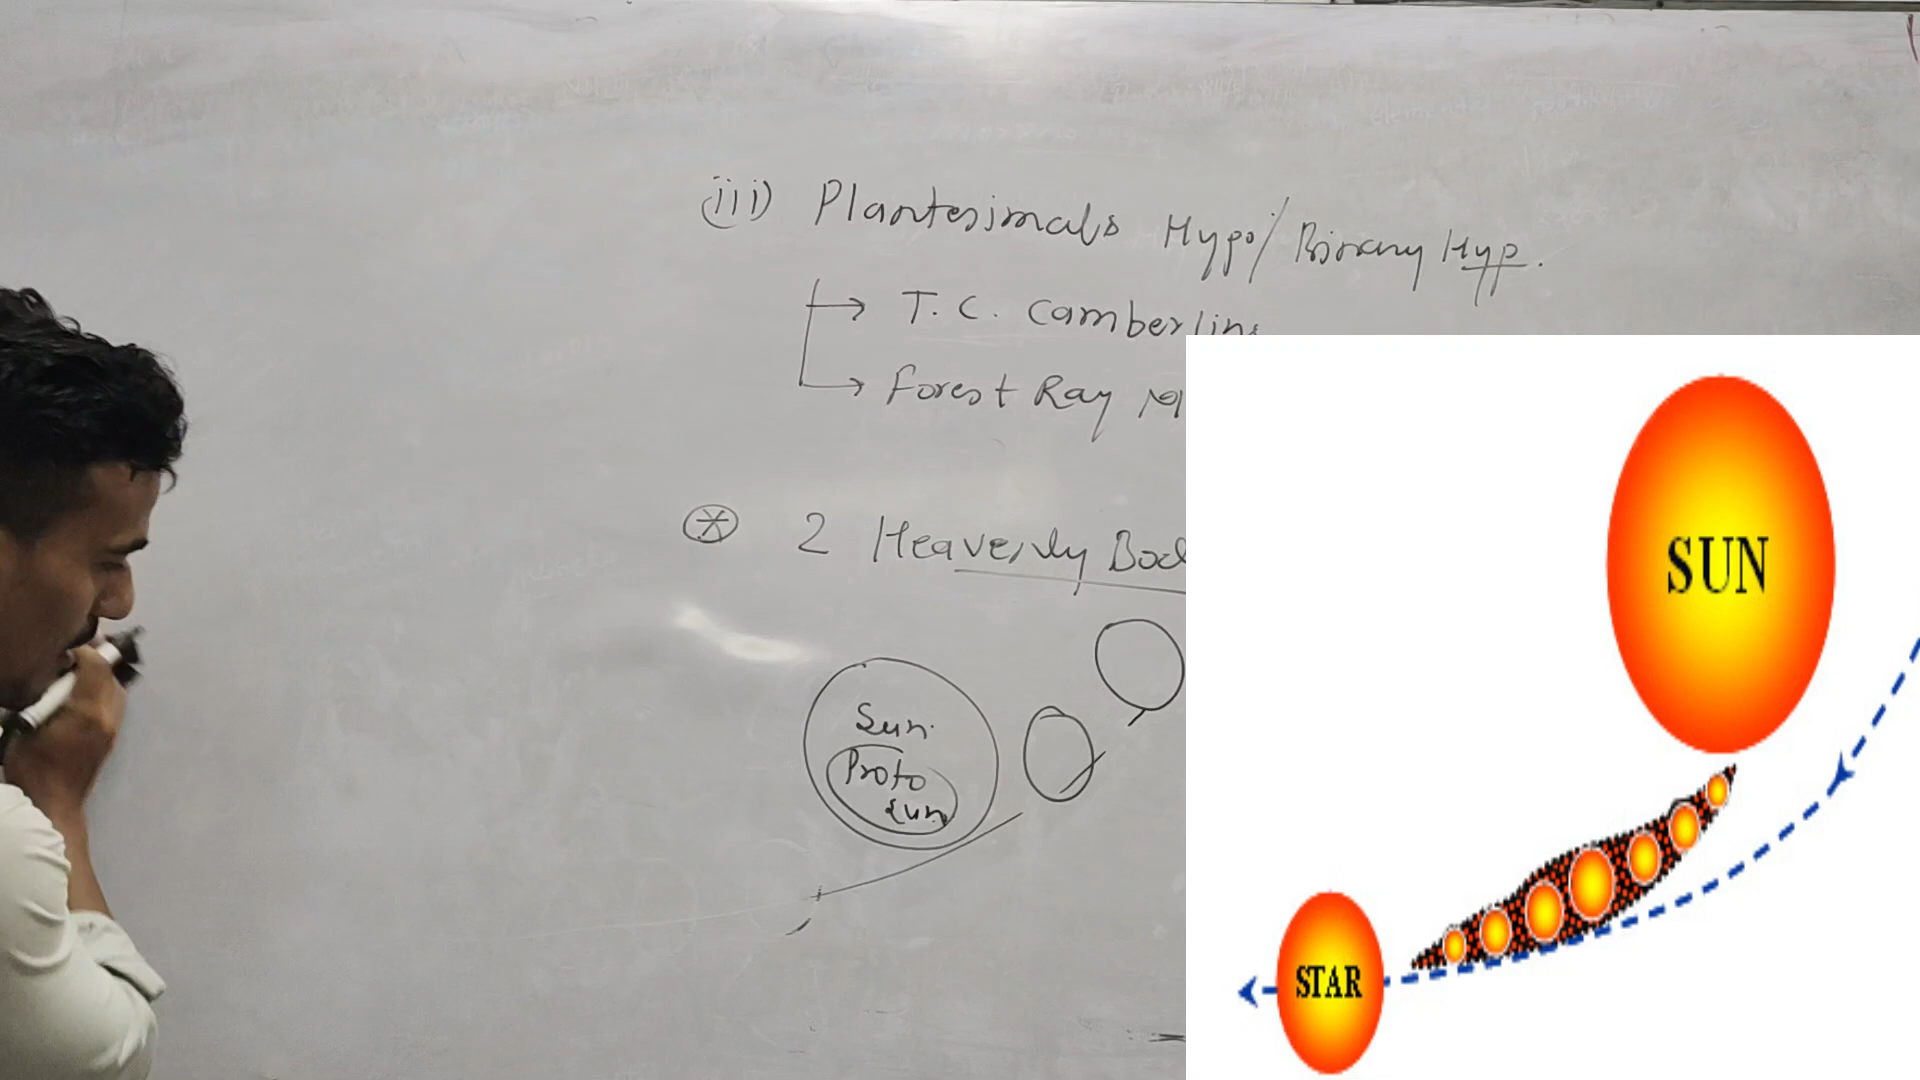 iii) Plantesimals Hypo/Binary Hyp.
→ T. C. Camberlin
→ Forest Ray
* 2 Heavenly Bod
Sun.
Proto
Sun
SUN
STAR